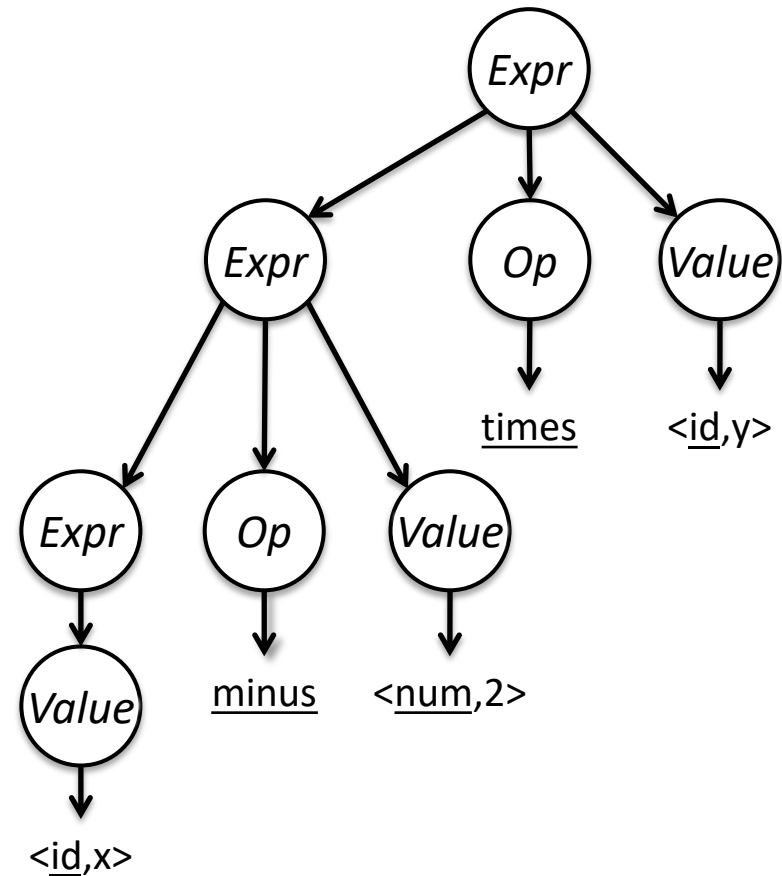 Expr
Expr Op Value
times <id,y>
Expr Op Value
minus <num,2>
Value
<id,x>